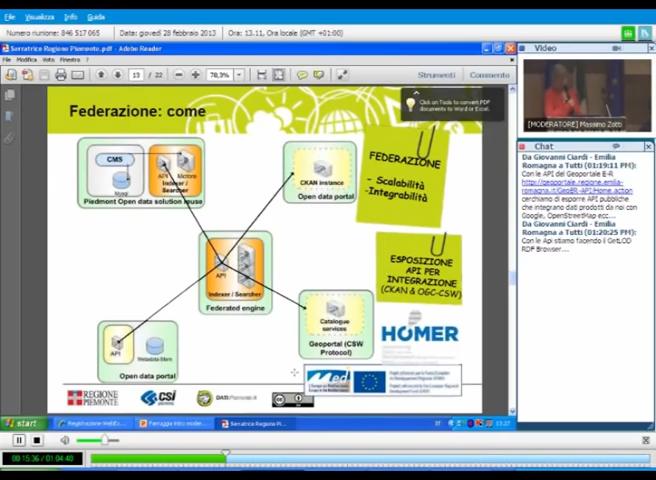 File Visualizza Info Guida
Numero riunione: 846 517 065 Data: giovedì 28 febbraio 2013 Ora: 13.11, Ora locale (GMT +01:00)
Serratrice Regione Piemonte.pdf - Adobe Reader
File Modifica Vista Finestra ?
13 / 22 78,3% Strumenti Commento
Click on Tools to convert PDF
documents to Word or Excel.
Federazione: come
CMS
Mysql
API
Indexer /
Searcher
Piedmont Open data solution reuse
CKAN instance
Open data portal
FEDERAZIONE
- Scalabilità
-Integrabilità
API
Indexer / Searcher
Federated engine
ESPOSIZIONE
API PER
INTEGRAZIONE
(CKAN & OGC-CSW)
Catalogue
services
Geoportal (CSW
Protocol)
HOMER
API
Open data portal
Med
REGIONE
PIEMONTE
CSI
DATI.Piemonte.it
cc
start
Serratrice Regione Pi...
IT
13.27
00:15:36 / 01:04:40
Video
[MODERATORE] Massimo Zotti
Chat
Da Giovanni Ciardi - Emilia
Romagna a Tutti (01:19:11 PM):
Con le API del Geoportale E-R
http://geoportale.regione.emilia-
romagna.it/GeoER-API/Home.action
cerchiamo di esporre API pubbliche
che integrano dati prodotti da noi con
Google, OpenStreetMap ecc...
Da Giovanni Ciardi - Emilia
Romagna a Tutti (01:20:25 PM):
Con le Api stiamo facendo il GetLOD
RDF Browser....